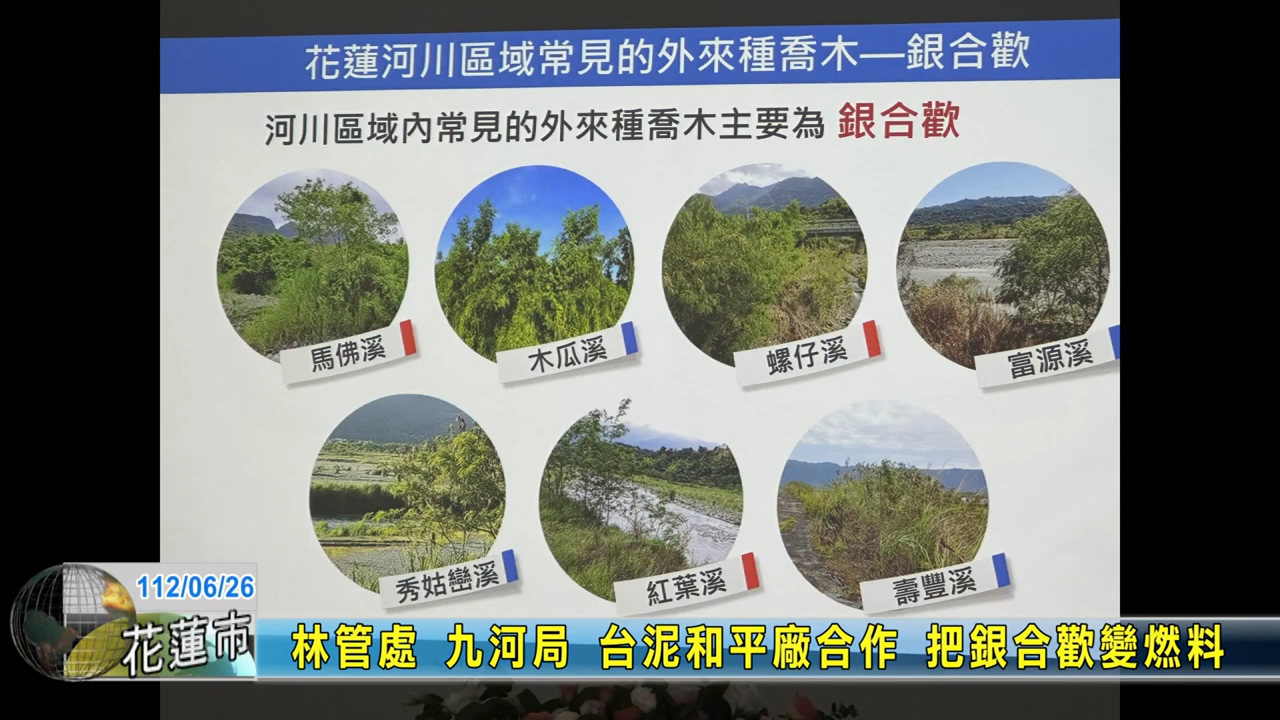 花蓮河川區域常見的外來種喬木—銀合歡
河川區域內常見的外來種喬木主要為 銀合歡
馬佛溪
木瓜溪
螺仔溪
富源溪
秀姑巒溪
紅葉溪
壽豐溪
112/06/26
花蓮市
林管處 九河局 台泥和平廠合作 把銀合歡變燃料